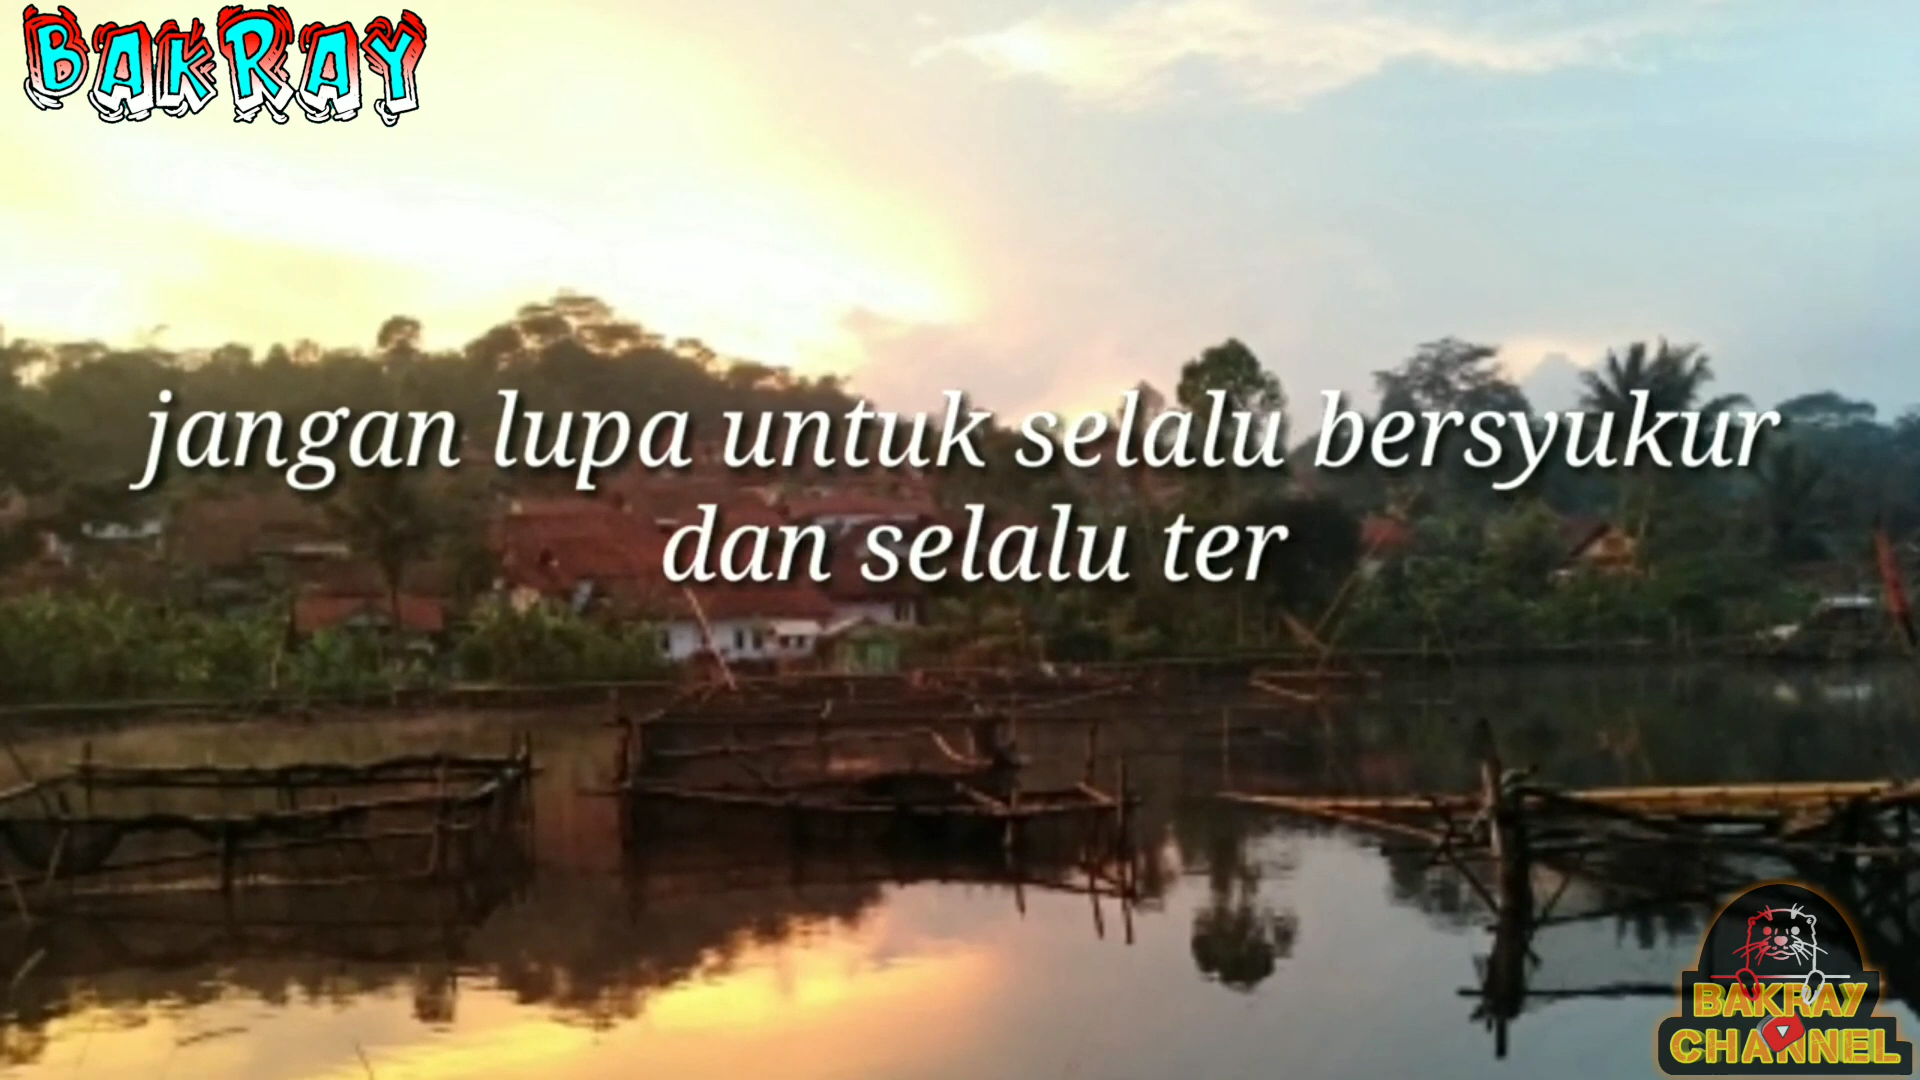 BAKRAY
jangan lupa untuk selalu bersyukur
dan selalu ter
BAKRAY
CHANNEL